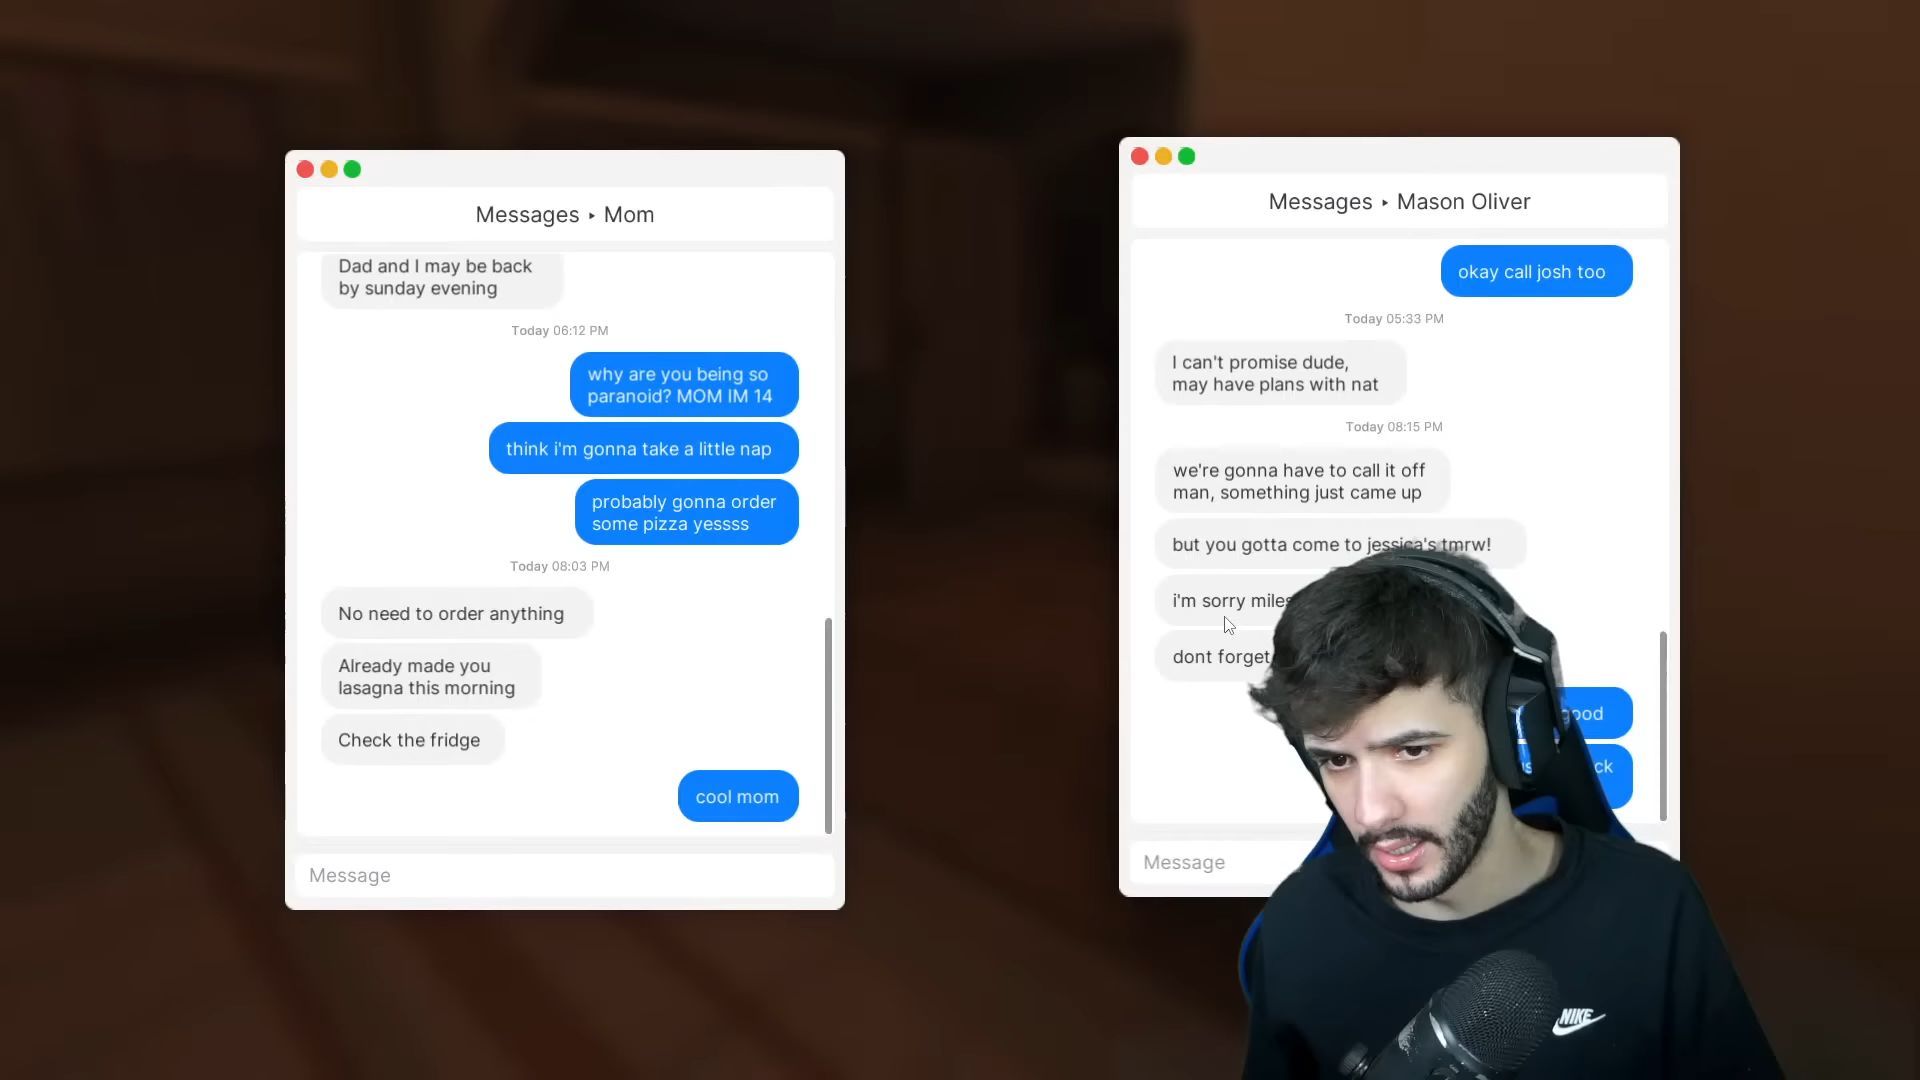 Messages ▸ Mom
Dad and I may be back
by sunday evening
Today 06:12 PM
why are you being so
paranoid? MOM IM 14
think i'm gonna take a little nap
probably gonna order
some pizza yessss
Today 08:03 PM
No need to order anything
Already made you
lasagna this morning
Check the fridge
cool mom
Message
Messages ▸ Mason Oliver
okay call josh too
Today 05:33 PM
I can't promise dude,
may have plans with nat
Today 08:15 PM
we're gonna have to call it off
man, something just came up
but you gotta come to jessica's tmrw!
i'm sorry miles
dont forget
good
Message
NIKE